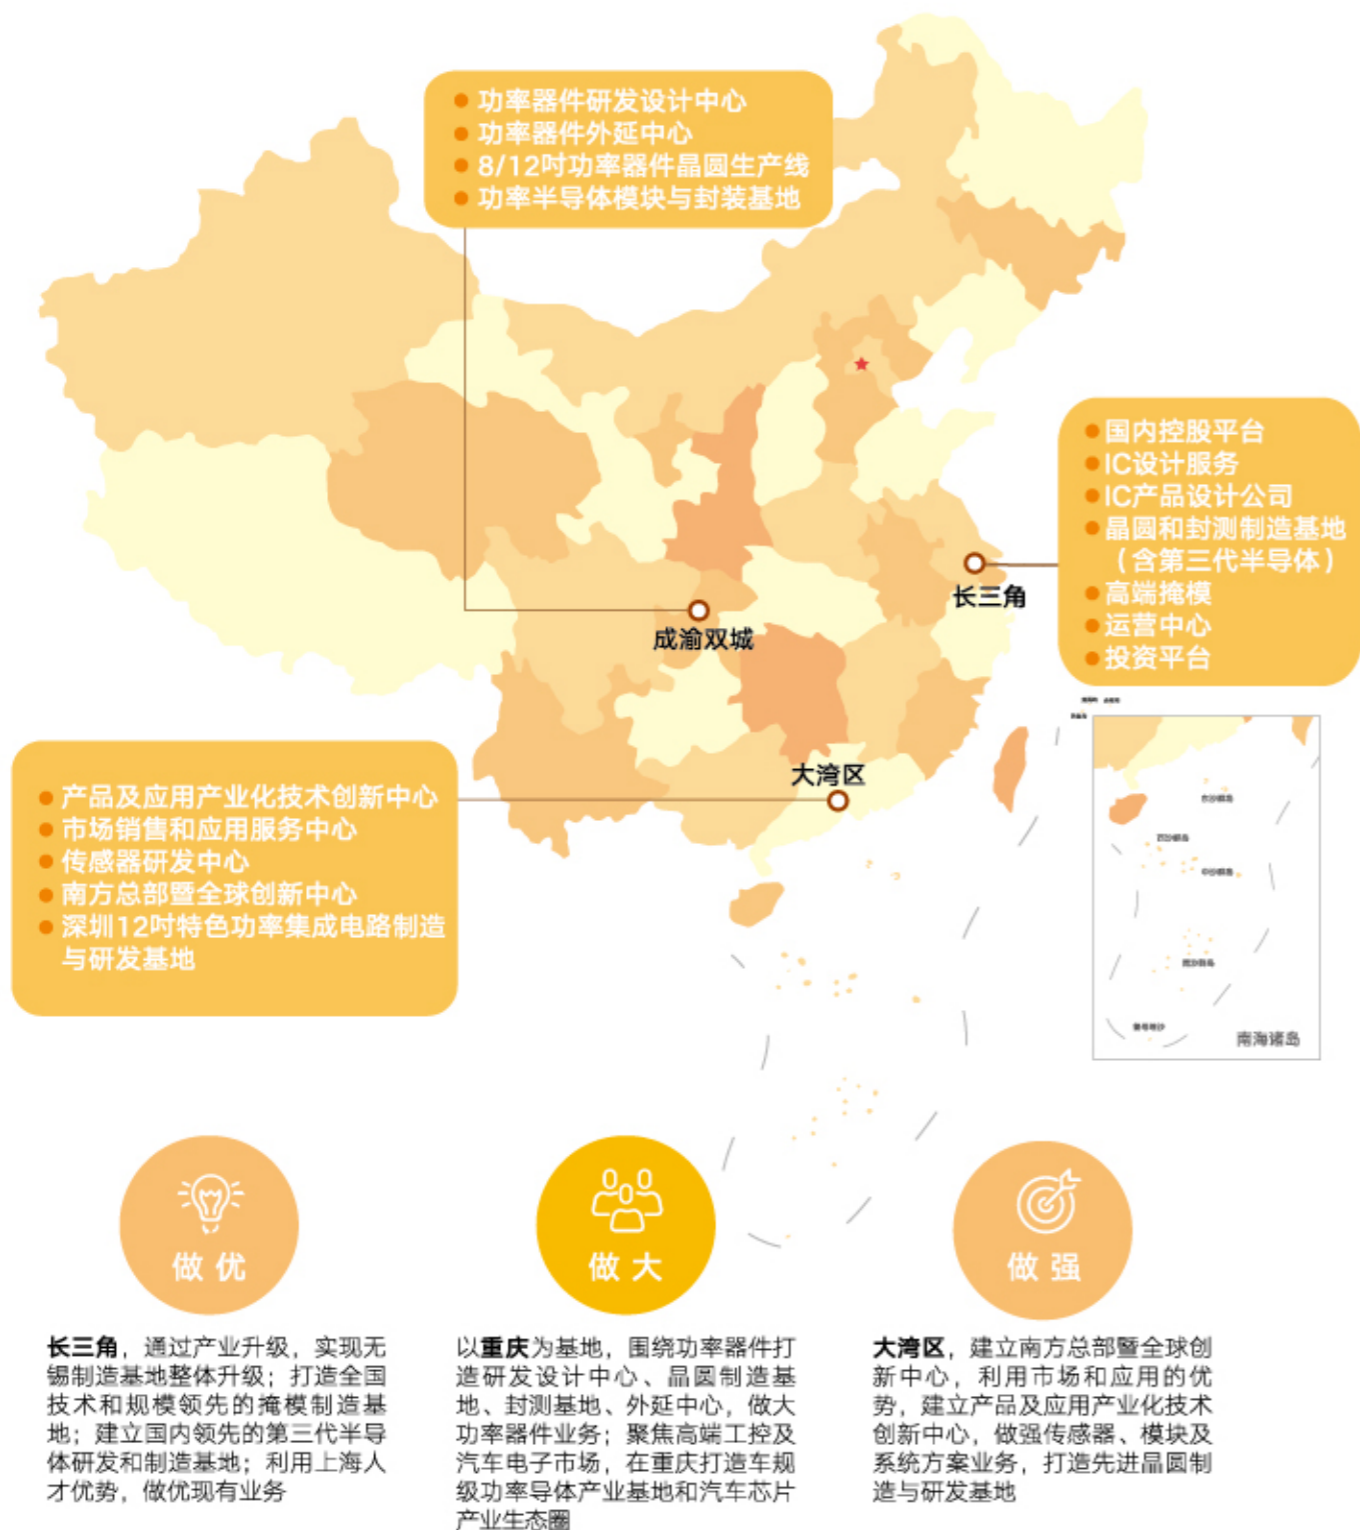 功率器件研发设计中心
功率器件外延中心
8/12吋功率器件晶圆生产线
功率半导体模块与封装基地
国内控股平台
IC设计服务
IC产品设计公司
晶圆和封测制造基地
（含第三代半导体）
高端掩模
运营中心
投资平台
长三角
成渝双城
大湾区
产品及应用产业化技术创新中心
市场销售和应用服务中心
传感器研发中心
南方总部暨全球创新中心
深圳12吋特色功率集成电路制造
与研发基地
东沙群岛
西沙群岛
中沙群岛
南沙群岛
曾母暗沙
南海诸岛
做 优
做 大
做 强
长三角，通过产业升级，实现无
锡制造基地整体升级；打造全国
技术和规模领先的掩模制造基
地；建立国内领先的第三代半导
体研发和制造基地；利用上海人
才优势，做优现有业务
以重庆为基地，围绕功率器件打
造研发设计中心、晶圆制造基
地、封测基地、外延中心，做大
功率器件业务；聚焦高端工控及
汽车电子市场，在重庆打造车规
级功率导体产业基地和汽车芯片
产业生态圈
大湾区，建立南方总部暨全球创
新中心，利用市场和应用的优
势，建立产品及应用产业化技术
创新中心，做强传感器、模块及
系统方案业务，打造先进晶圆制
造与研发基地